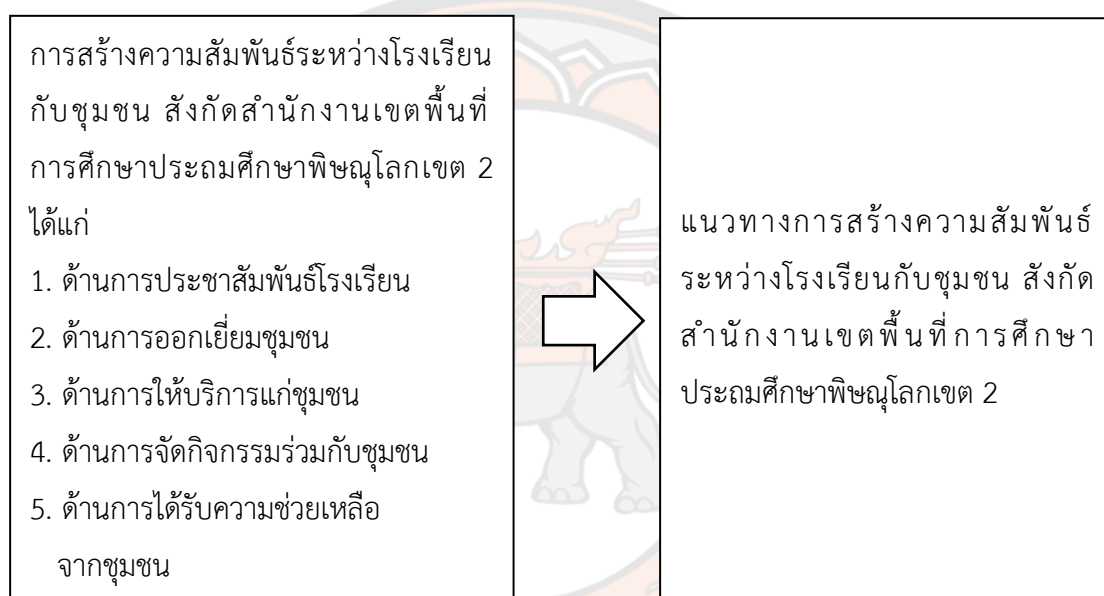 การสร้างความสัมพันธ์ระหว่างโรงเรียน
กับชุมชน สังกัดสำนักงานเขตพื้นที่
การศึกษาประถมศึกษาพิษณุโลกเขต 2
ได้แก่
1. ด้านการประชาสัมพันธ์โรงเรียน
2. ด้านการออกเยี่ยมชุมชน
3. ด้านการให้บริการแก่ชุมชน
4. ด้านการจัดกิจกรรมร่วมกับชุมชน
5. ด้านการได้รับความช่วยเหลือ
จากชุมชน
แนวทางการสร้างความสัมพันธ์
ระหว่างโรงเรียนกับชุมชน สังกัด
สำนักงานเขตพื้นที่การศึกษา
ประถมศึกษาพิษณุโลกเขต 2